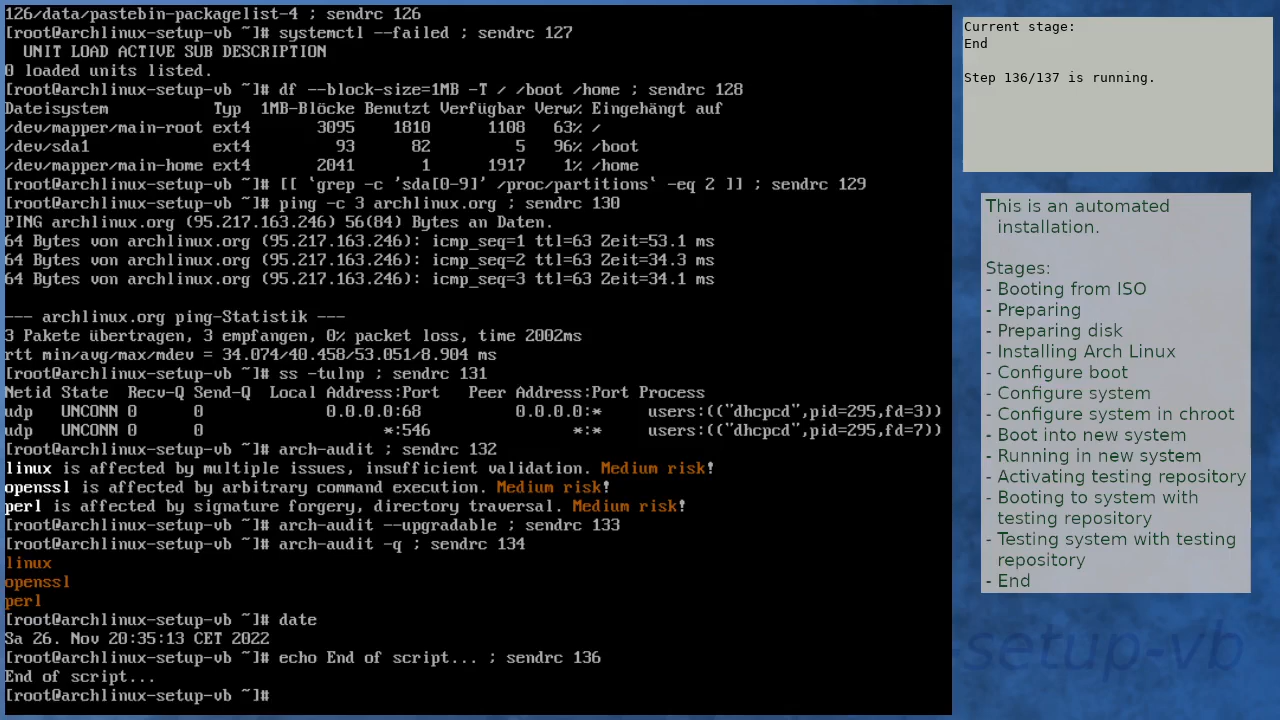 126/data/pastebin-packagelist-4 ; sendrc 126
[root@archlinux-setup-vb ~]# systemctl --failed ; sendrc 127
  UNIT LOAD ACTIVE SUB DESCRIPTION
0 loaded units listed.
[root@archlinux-setup-vb ~]# df --block-size=1MB -T / /boot /home ; sendrc 128
Dateisystem           Typ  1MB-Blöcke Benutzt Verfügbar Verw% Eingehängt auf
/dev/mapper/main-root ext4       3095    1810      1108   63% /
/dev/sda1             ext4         93      82         5   96% /boot
/dev/mapper/main-home ext4       2041       1      1917    1% /home
[root@archlinux-setup-vb ~]# [[ `grep -c 'sda[0-9]' /proc/partitions` -eq 2 ]] ; sendrc 129
[root@archlinux-setup-vb ~]# ping -c 3 archlinux.org ; sendrc 130
PING archlinux.org (95.217.163.246) 56(84) Bytes an Daten.
64 Bytes von archlinux.org (95.217.163.246): icmp_seq=1 ttl=63 Zeit=53.1 ms
64 Bytes von archlinux.org (95.217.163.246): icmp_seq=2 ttl=63 Zeit=34.3 ms
64 Bytes von archlinux.org (95.217.163.246): icmp_seq=3 ttl=63 Zeit=34.1 ms
--- archlinux.org ping-Statistik ---
3 Pakete übertragen, 3 empfangen, 0% packet loss, time 2002ms
rtt min/avg/max/mdev = 34.074/40.458/53.051/8.904 ms
[root@archlinux-setup-vb ~]# ss -tulnp ; sendrc 131
Netid State  Recv-Q Send-Q  Local Address:Port   Peer Address:Port Process
udp   UNCONN 0      0             0.0.0.0:68          0.0.0.0:*     users:(("dhcpcd",pid=295,fd=3))
udp   UNCONN 0      0                   *:546               *:*     users:(("dhcpcd",pid=295,fd=7))
[root@archlinux-setup-vb ~]# arch-audit ; sendrc 132
linux is affected by multiple issues, insufficient validation. Medium risk!
openssl is affected by arbitrary command execution. Medium risk!
perl is affected by signature forgery, directory traversal. Medium risk!
[root@archlinux-setup-vb ~]# arch-audit --upgradable ; sendrc 133
[root@archlinux-setup-vb ~]# arch-audit -q ; sendrc 134
linux
openssl
perl
[root@archlinux-setup-vb ~]# date
Sa 26. Nov 20:35:13 CET 2022
[root@archlinux-setup-vb ~]# echo End of script... ; sendrc 136
End of script...
[root@archlinux-setup-vb ~]#
Current stage:
End
Step 136/137 is running.
This is an automated
installation.
Stages:
- Booting from ISO
- Preparing
- Preparing disk
- Installing Arch Linux
- Configure boot
- Configure system
- Configure system in chroot
- Boot into new system
- Running in new system
- Activating testing repository
- Booting to system with
testing repository
- Testing system with testing
repository
- End
setup-vb